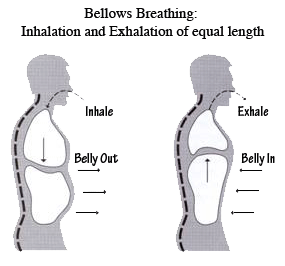 Bellows Breathing:
Inhalation and Exhalation of equal length
Inhale
Exhale
Belly Out
Belly In